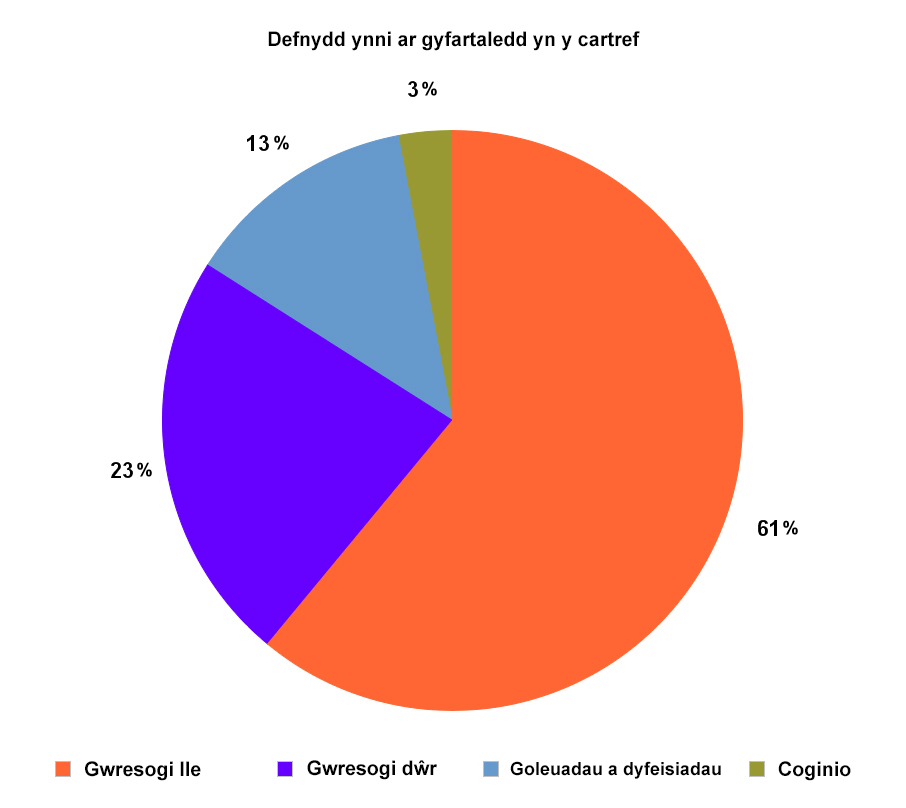 Defnydd ynni ar gyfartaledd yn y cartref
3%
13%
23%
61%
Gwresogi lle
Gwresogi dŵr
Goleuadau a dyfeisiadau
Coginio